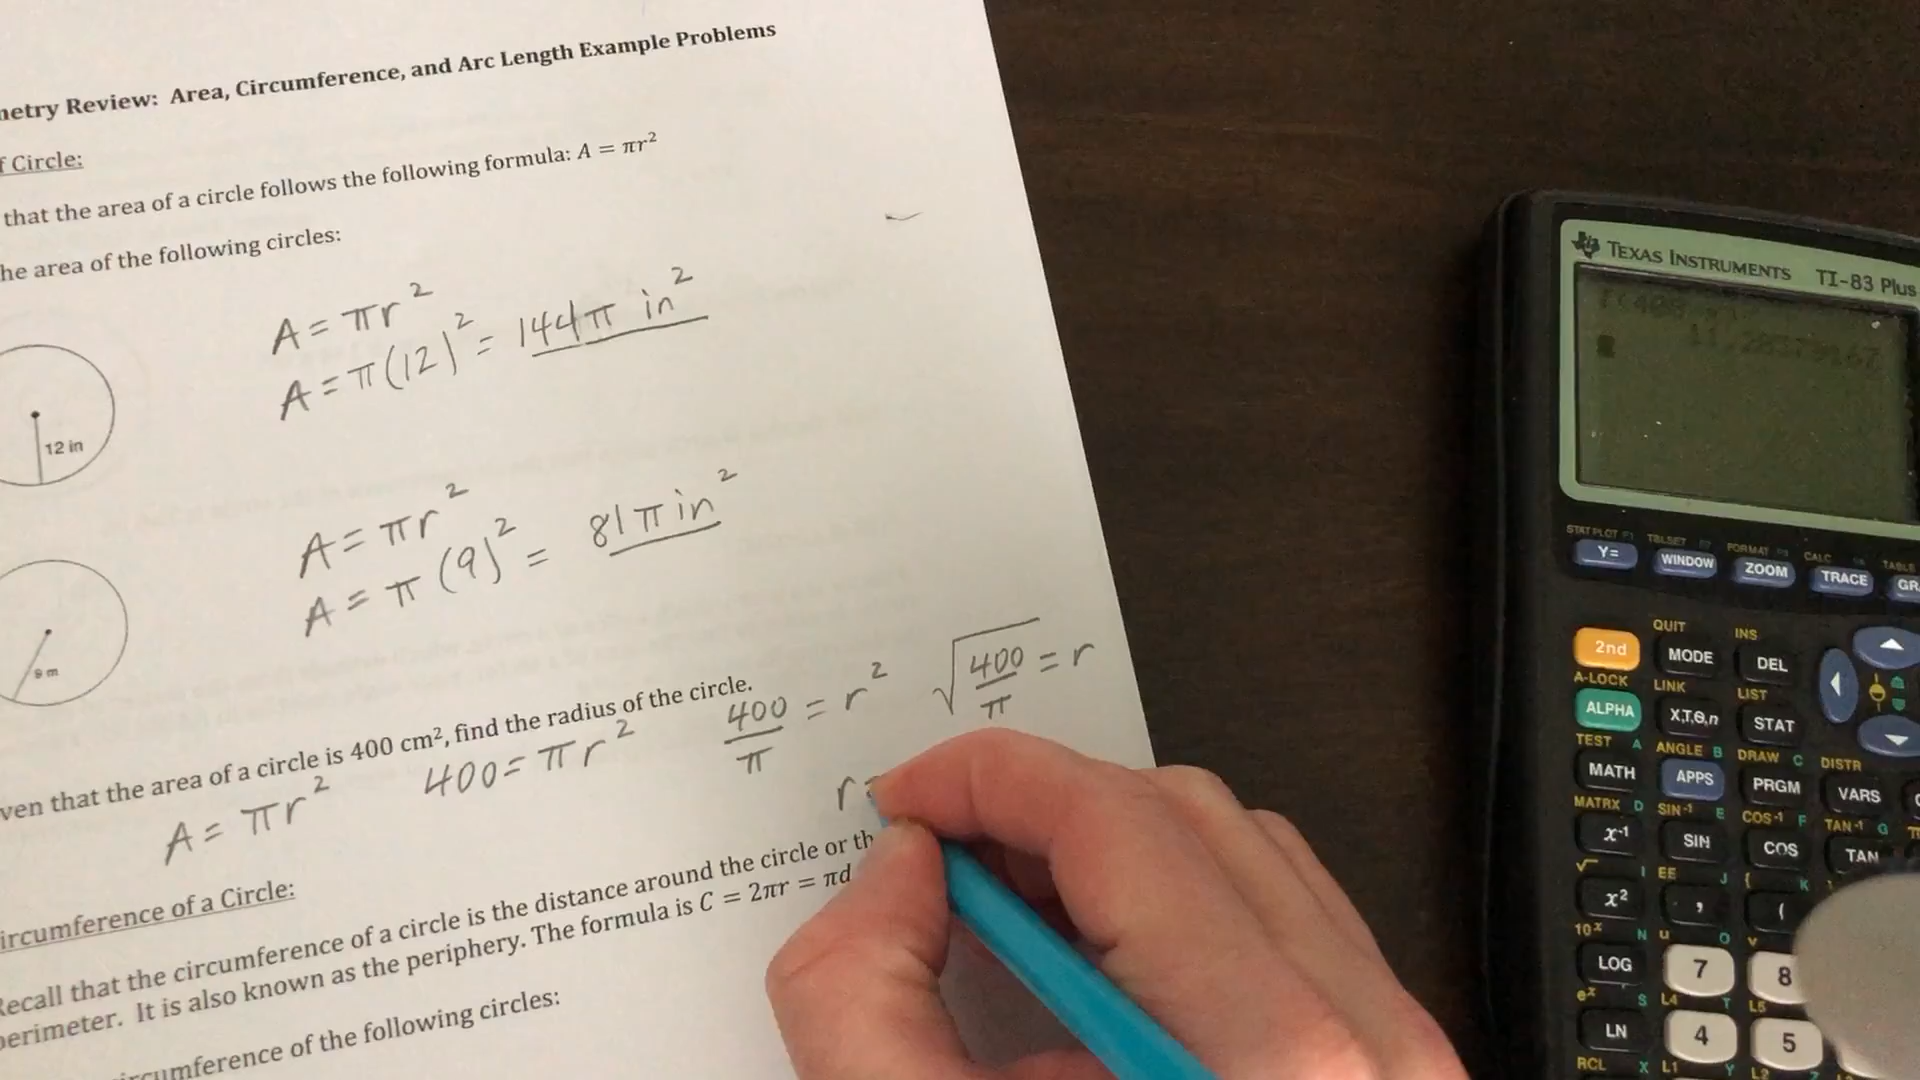 metry Review: Area, Circumference, and Arc Length Example Problems
f Circle:
that the area of a circle follows the following formula: A = πr²
he area of the following circles:
A = πr²
A = π(12)² = 144π in²
12 in
A = πr²
A = π(9)² = 81π in²
9 m
ven that the area of a circle is 400 cm², find the radius of the circle.
A = πr² 400 = πr² 400/π = r² √(400/π) = r
r =
ircumference of a Circle:
Recall that the circumference of a circle is the distance around the circle or th
perimeter. It is also known as the periphery. The formula is C = 2πr = πd
ircumference of the following circles:
TEXAS INSTRUMENTS TI-83 Plus
11.28379167
STAT PLOT F1 TBLSET F2 FORMAT F3 CALC F4 TABLE
Y= WINDOW ZOOM TRACE GR
QUIT INS
2nd MODE DEL
A-LOCK LINK LIST
ALPHA X,T,Θ,n STAT
TEST A ANGLE B DRAW C DISTR
MATH APPS PRGM VARS
MATRX D SIN⁻¹ E COS⁻¹ F TAN⁻¹ G π
x⁻¹ SIN COS TAN
√ I EE J { K
x² , (
10ˣ N u O v
LOG 7 8
eˣ S L4 T L5
LN 4 5
RCL X L1 Y L2 Z